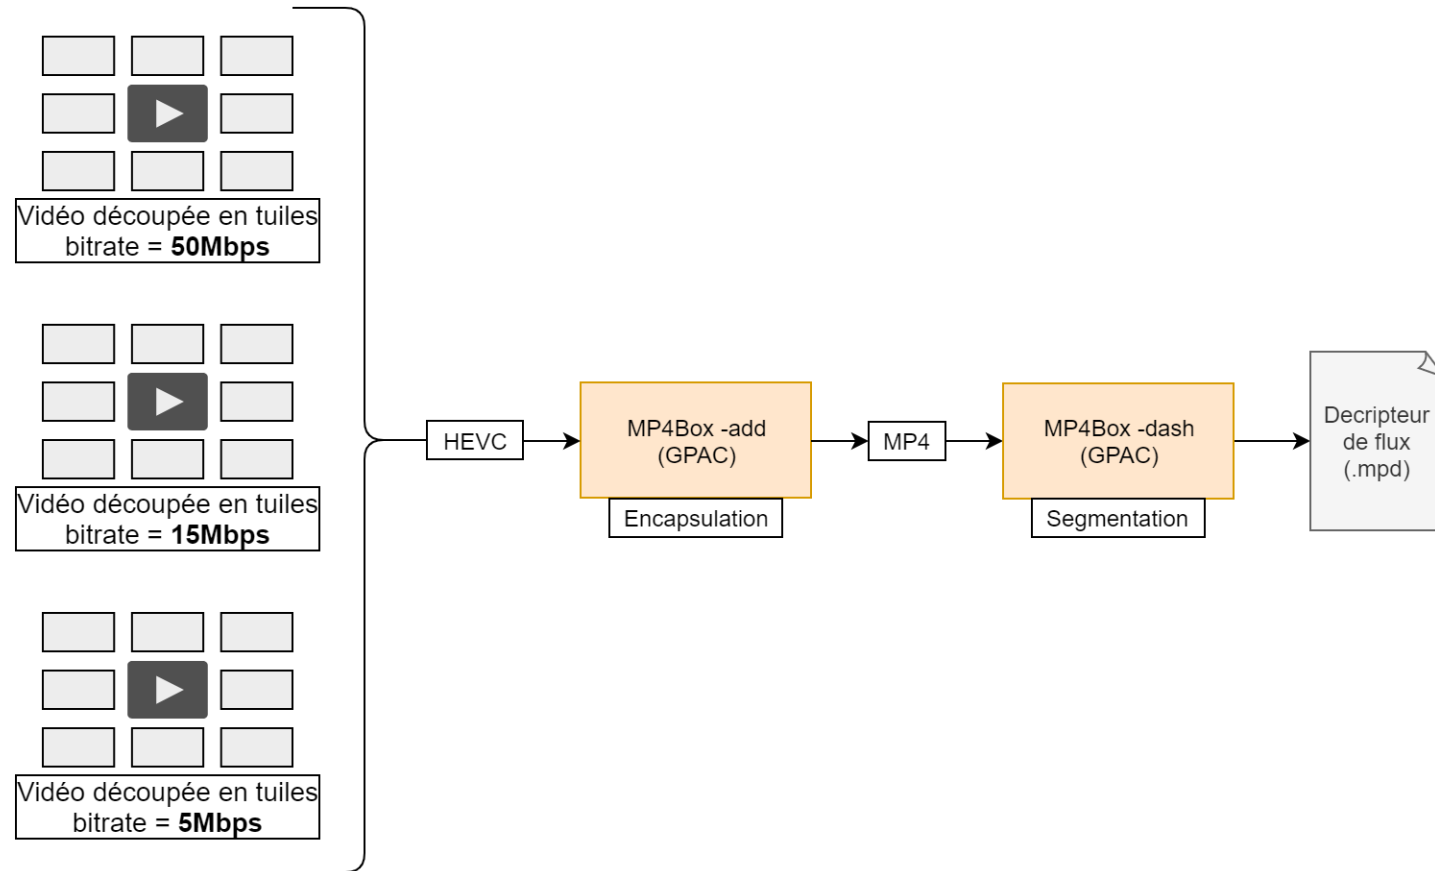 Vidéo découpée en tuiles
bitrate = 50Mbps
Vidéo découpée en tuiles
bitrate = 15Mbps
Vidéo découpée en tuiles
bitrate = 5Mbps
HEVC
MP4Box -add
(GPAC)
Encapsulation
MP4
MP4Box -dash
(GPAC)
Segmentation
Decripteur
de flux
(.mpd)